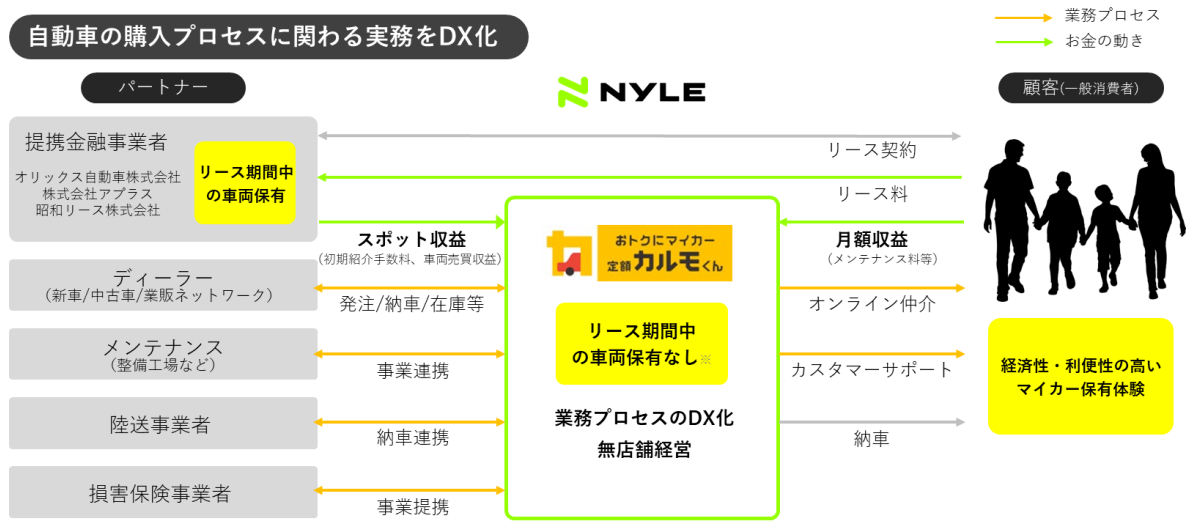 自動車の購入プロセスに関わる実務をDX化
業務プロセス
お金の動き
パートナー
NYLE
顧客(一般消費者)
提携金融事業者
オリックス自動車株式会社
株式会社アプラス
昭和リース株式会社
リース期間中
の車両保有
リース契約
リース料
スポット収益
(初期紹介手数料、車両売買収益)
おトクにマイカー
定額カルモくん
カ
月額収益
(メンテナンス料等)
ディーラー
(新車/中古車/業販ネットワーク)
発注/納車/在庫等
オンライン仲介
リース期間中
の車両保有なし※
メンテナンス
(整備工場など)
事業連携
カスタマーサポート
経済性・利便性の高い
マイカー保有体験
業務プロセスのDX化
無店舗経営
陸送事業者
納車連携
納車
損害保険事業者
事業提携